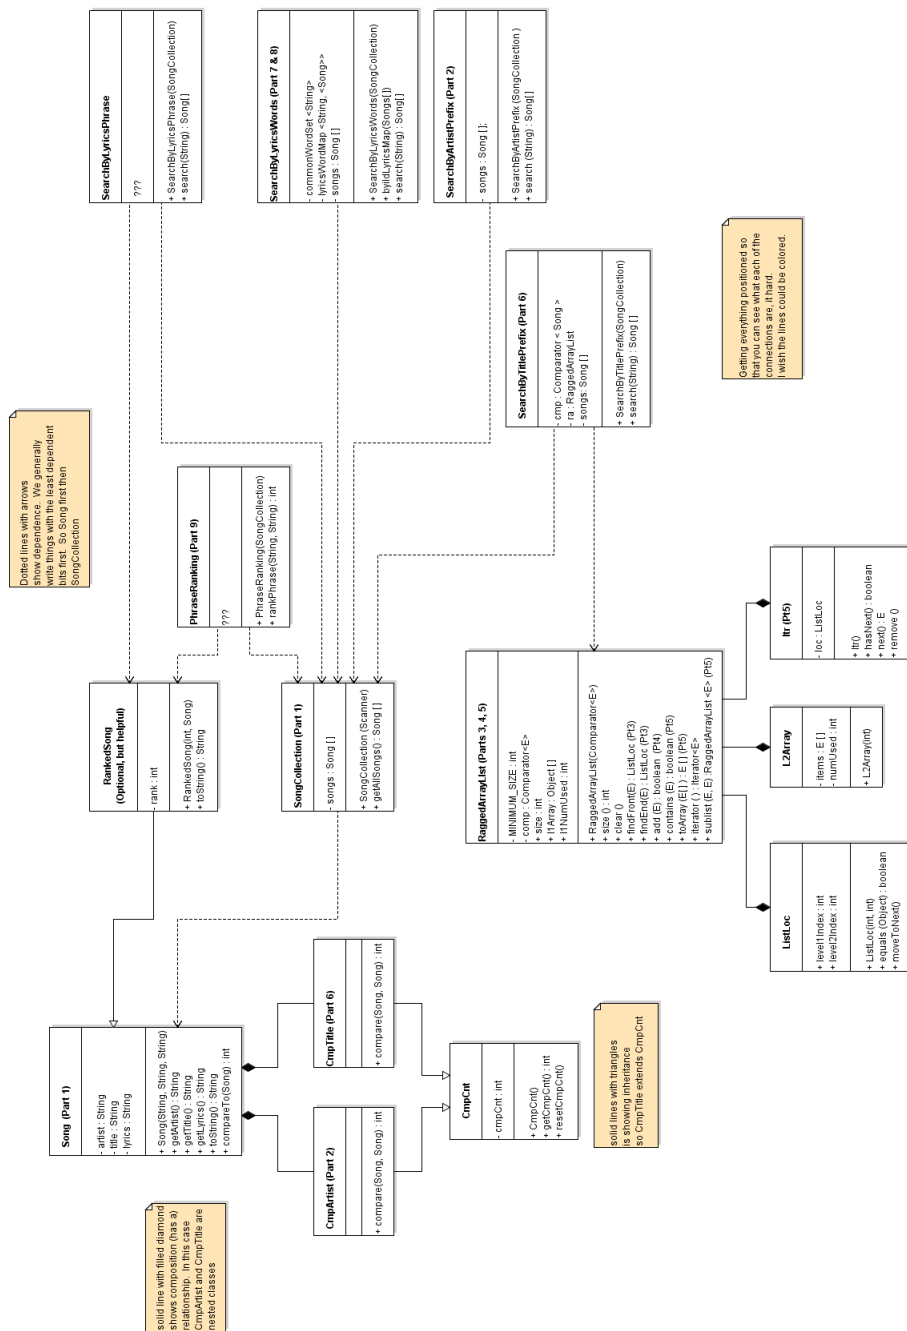 solid line with filled diamond
shows composition (has a)
relationship. In this case
CmpArtist and CmpTitle are
nested classes
Song (Part 1)
- artist : String
- title : String
- lyrics : String
+ Song(String, String, String)
+ getArtist() : String
+ getTitle() : String
+ getLyrics() : String
+ toString() : String
+ compareTo(Song) : int
CmpArtist (Part 2)
+ compare(Song, Song) : int
CmpTitle (Part 6)
+ compare(Song, Song) : int
CmpCnt
- cmpCnt : int
+ CmpCnt()
+ getCmpCnt() : int
+ resetCmpCnt()
solid lines with triangles
is showing inheritance
so CmpTitle extends CmpCnt
RankedSong
(Optional, but helpful)
- rank : int
+ RankedSong(int, Song)
+ toString() : String
SongCollection (Part 1)
- songs : Song [ ]
+ SongCollection (Scanner)
+ getAllSongs() : Song [ ]
RaggedArrayList (Parts 3, 4, 5)
- MINIMUM_SIZE : int
- comp : Comparator<E>
+ size : int
+ l1Array : Object [ ]
+ l1NumUsed : int
+ RaggedArrayList(Comparator<E>)
+ size () : int
+ clear ()
+ findFront(E) : ListLoc (Pt3)
+ findEnd(E) : ListLoc (Pt3)
+ add (E) : boolean (Pt4)
+ contains (E) : boolean (Pt5)
+ toArray (E[ ]) : E [ ] (Pt5)
+ iterator ( ) : Iterator<E>
+ sublist (E, E) :RaggedArrayList <E> (Pt5)
ListLoc
+ level1Index : int
+ level2Index : int
+ ListLoc(int, int)
+ equals (Object) : boolean
+ moveToNext()
L2Array
- items : E [ ]
- numUsed : int
+ L2Array(int)
Itr (Pt5)
- loc : ListLoc
+ Itr()
+ hasNext() : boolean
+ next() : E
+ remove ()
Dotted lines with arrows
show dependence. We generally
write things with the least dependent
bits first. So Song first then
SongCollection
PhraseRanking (Part 9)
???
+ PhraseRanking(SongCollection)
+ rankPhrase(String, String) : int
SearchByLyricsPhrase
???
+ SearchByLyricsPhrase(SongCollection)
+ search(String) : Song[ ]
SearchByLyricsWords (Part 7 & 8)
- commonWordSet <String>
- lyricsWordMap <String, <Song>>
- songs : Song [ ]
+ SearchByLyricsWords(SongCollection)
+ byildLyricsMap(Songs[ ])
+ search(String) : Song[ ]
SearchByArtistPrefix (Part 2)
- songs : Song [ ];
+ SearchByArtistPrefix (SongCollection )
+ search (String) : Song[ ]
SearchByTitlePrefix (Part 6)
- cmp : Comparator < Song >
- ra : RaggedArrayList
- songs: Song [ ]
+ SearchByTitlePrefix(SongCollection)
+ search(String) : Song [ ]
Getting everything positioned so
that you can see what each of the
connections are, it hard.
I wish the lines could be colored.